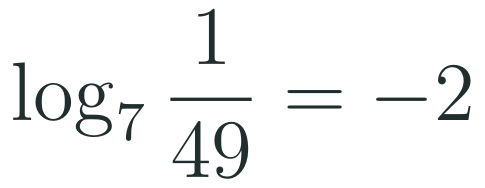 log₇ 1/49 = −2